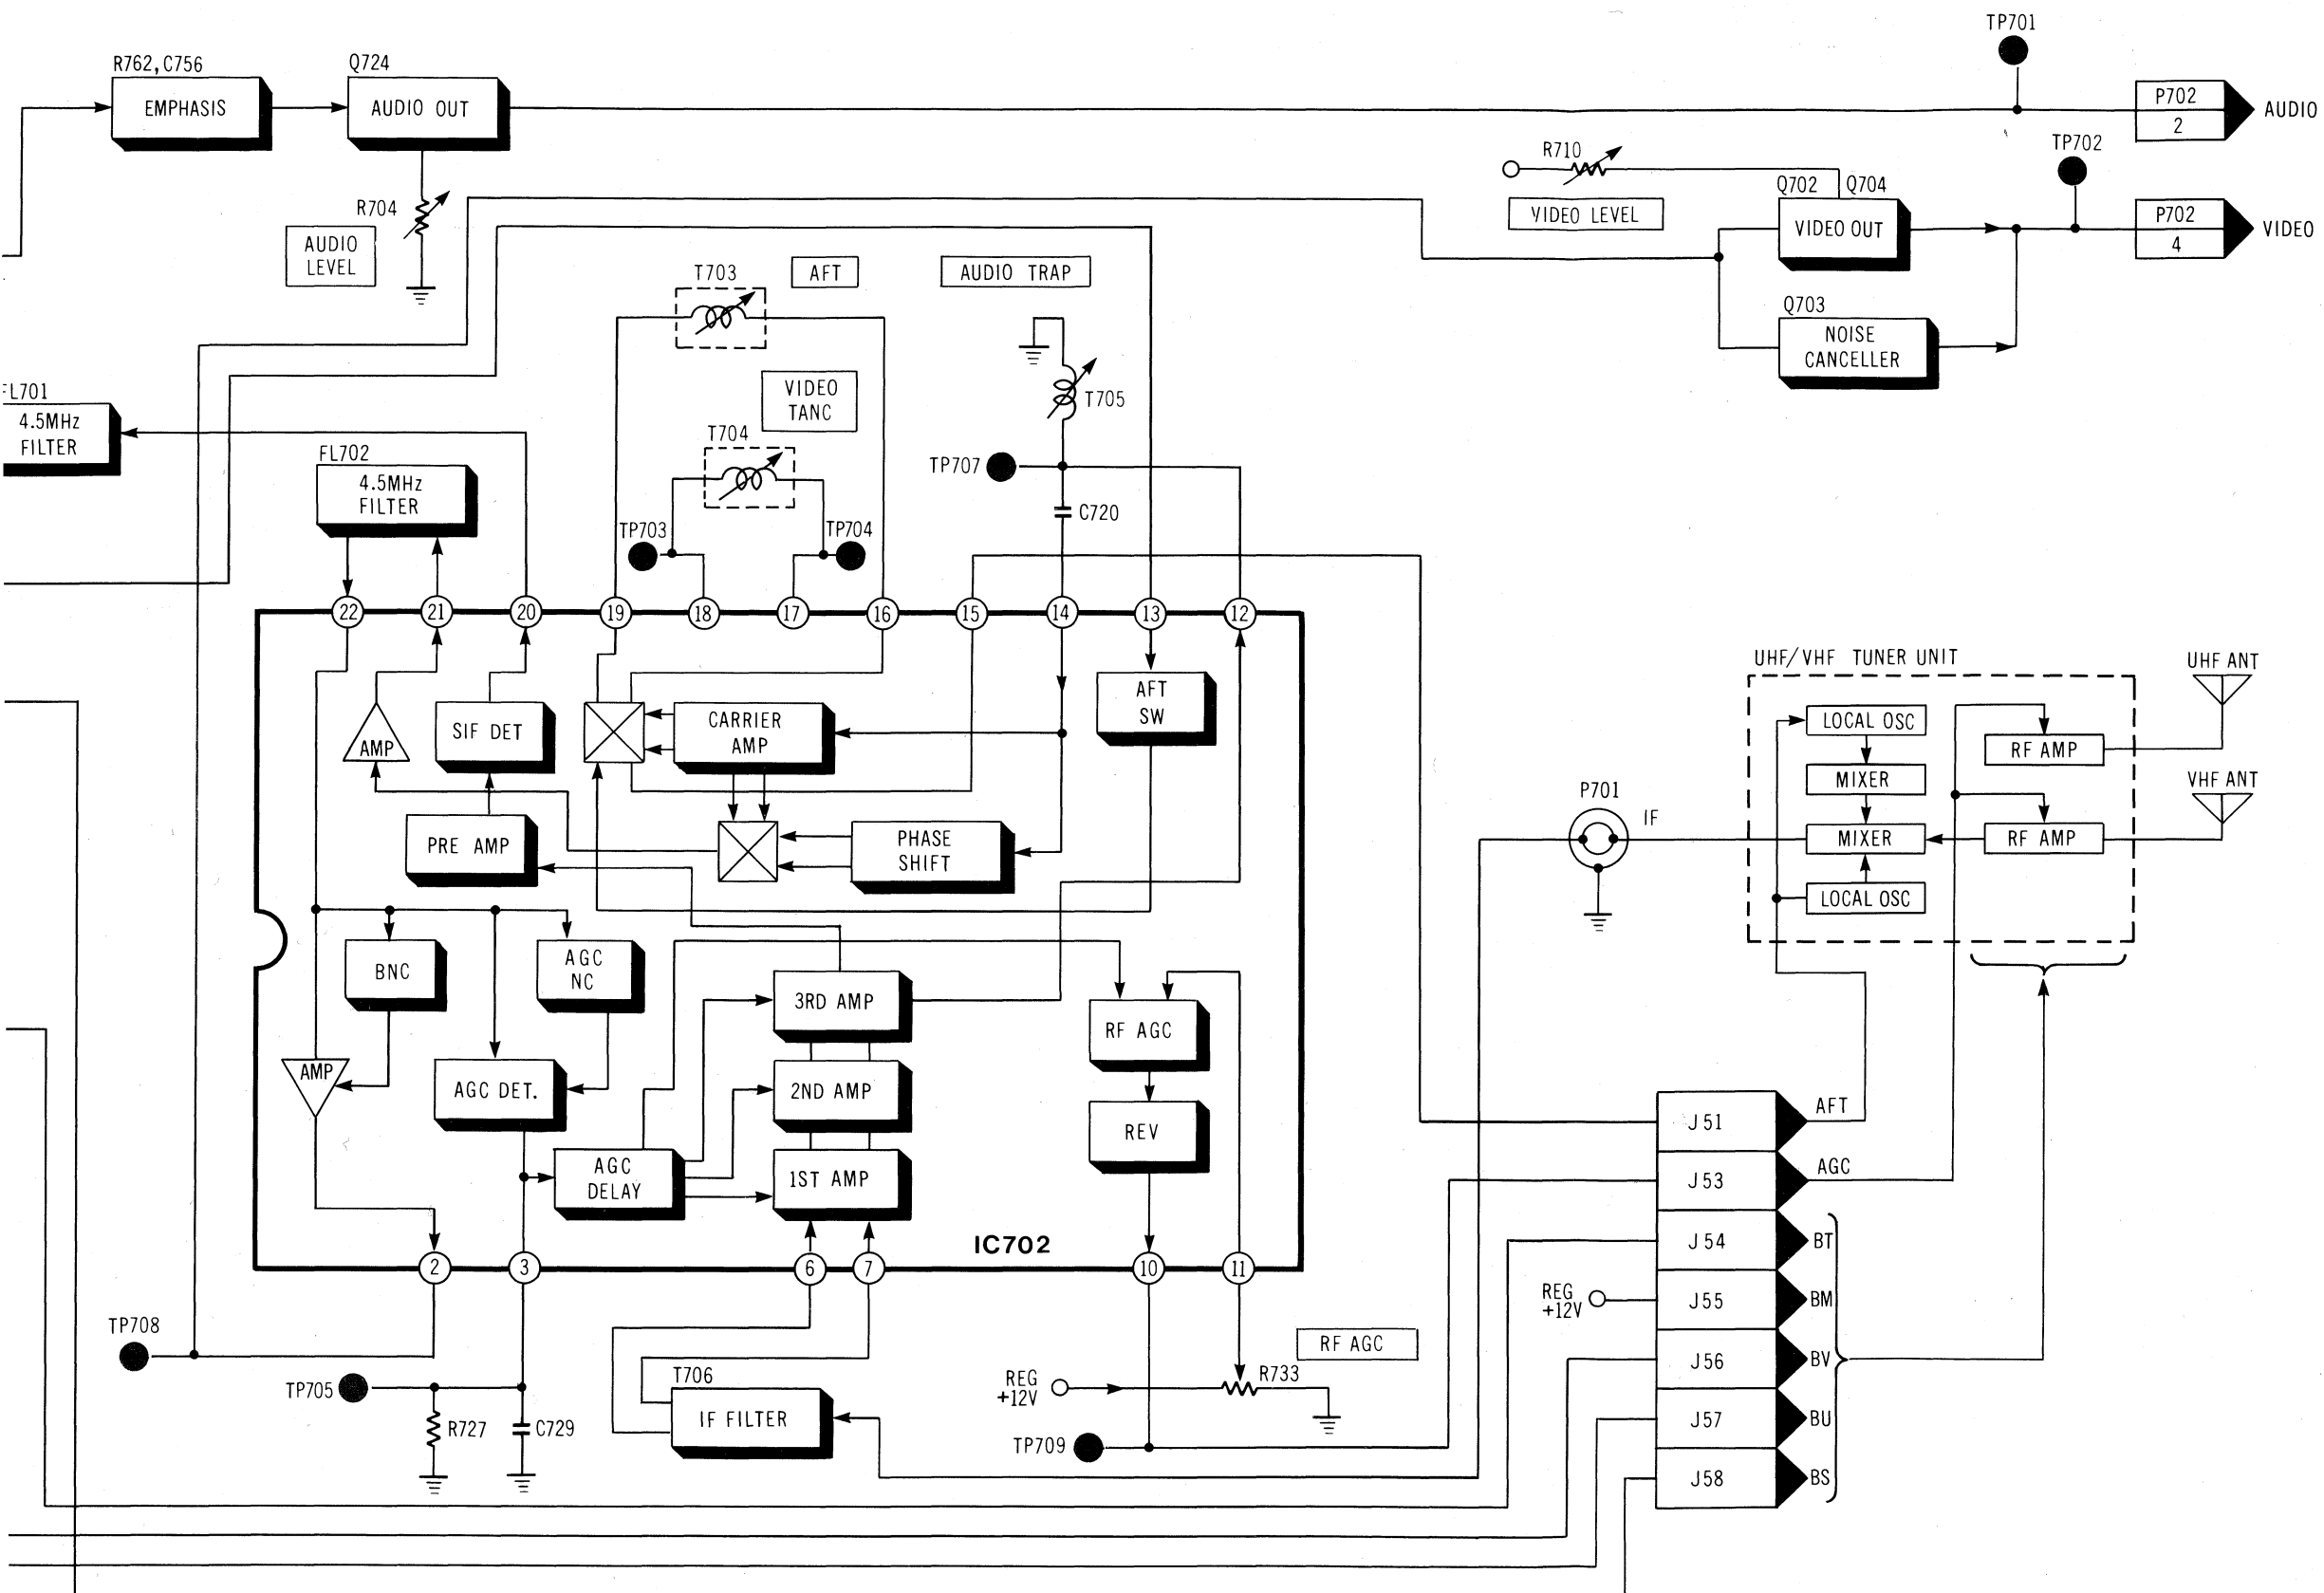 TP701
R762, C756
Q724
EMPHASIS
AUDIO OUT
P702
2
AUDIO
R710
TP702
Q702 Q704
R704
VIDEO LEVEL
VIDEO OUT
P702
4
VIDEO
AUDIO
LEVEL
T703
AFT
AUDIO TRAP
Q703
NOISE
CANCELLER
FL701
4.5MHz
FILTER
VIDEO
TANC
T705
T704
FL702
4.5MHz
FILTER
TP707
C720
TP703
TP704
22
21
20
19
18
17
16
15
14
13
12
UHF/VHF TUNER UNIT
UHF ANT
AMP
SIF DET
CARRIER
AMP
AFT
SW
LOCAL OSC
RF AMP
MIXER
VHF ANT
P701
IF
PRE AMP
PHASE
SHIFT
MIXER
RF AMP
LOCAL OSC
BNC
AGC
NC
3RD AMP
RF AGC
AMP
AGC DET.
2ND AMP
REV
J51
AFT
AGC
DELAY
1ST AMP
J53
AGC
IC702
J54
BT
2
3
6
7
10
11
REG
+12V
J55
BM
TP708
RF AGC
J56
BV
TP705
T706
REG
+12V
R733
R727
C729
IF FILTER
J57
BU
TP709
J58
BS